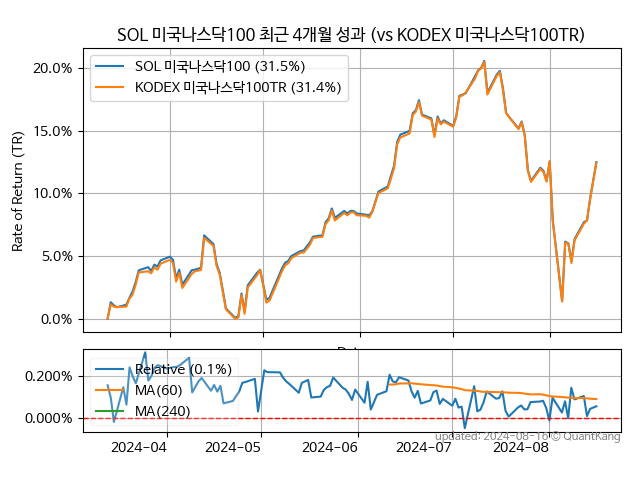 SOL 미국나스닥100 최근 4개월 성과 (vs KODEX 미국나스닥100TR)
SOL 미국나스닥100 (31.5%)
KODEX 미국나스닥100TR (31.4%)
Rate of Return (TR)
20.0%
15.0%
10.0%
5.0%
0.0%
Relative (0.1%)
MA(60)
MA(240)
0.200%
0.000%
2024-04
2024-05
2024-06
2024-07
2024-08
updated: 2024-08-16 © QuantKang